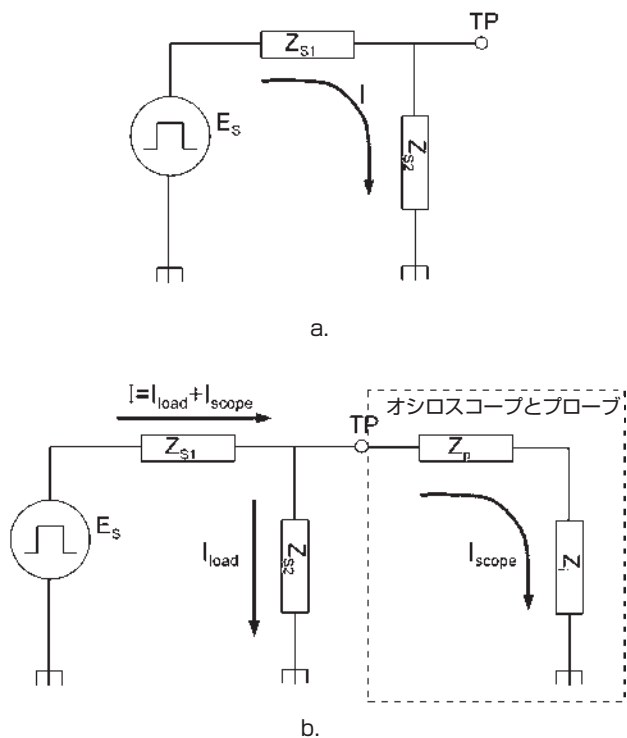 TP
Z_S1
I
E_S
Z_S2
a.
I=I_load+I_scope
オシロスコープとプローブ
TP
Z_S1
Z_p
E_S
I_load
Z_S2
I_scope
Z_i
b.